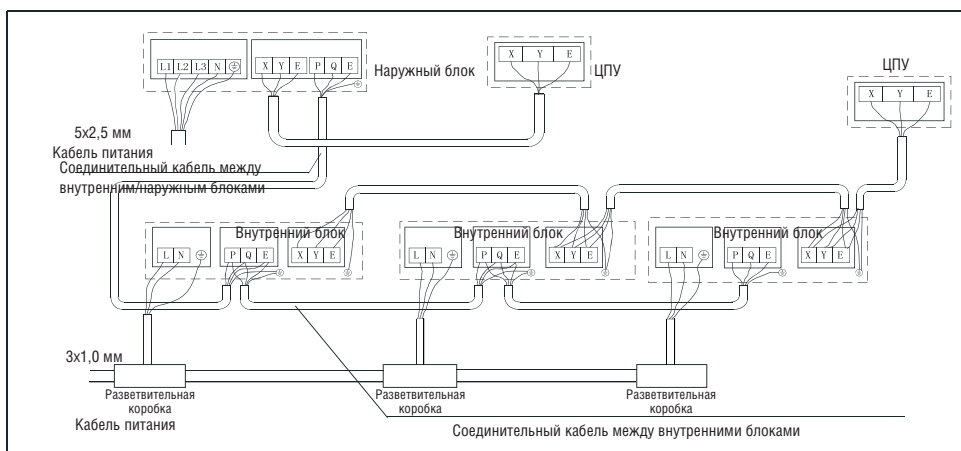 L1 L2 L3 N
X Y E
P Q E
Наружный блок
X Y E
ЦПУ
ЦПУ
X Y E
5x2,5 мм
Кабель питания
Соединительный кабель между
внутренним/наружным блоками
Внутренний блок
L N
P Q E
X Y E
Внутренний блок
L N
P Q E
X Y E
Внутренний блок
L N
P Q E
X Y E
3x1,0 мм
Разветвительная
коробка
Разветвительная
коробка
Разветвительная
коробка
Кабель питания
Соединительный кабель между внутренними блоками